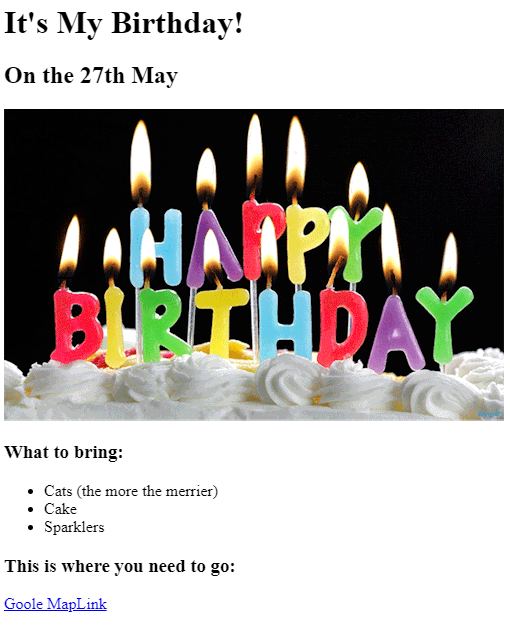 It's My Birthday!
On the 27th May
HAPPY
BIRTHDAY
What to bring:
Cats (the more the merrier)
Cake
Sparklers
This is where you need to go:
Goole MapLink